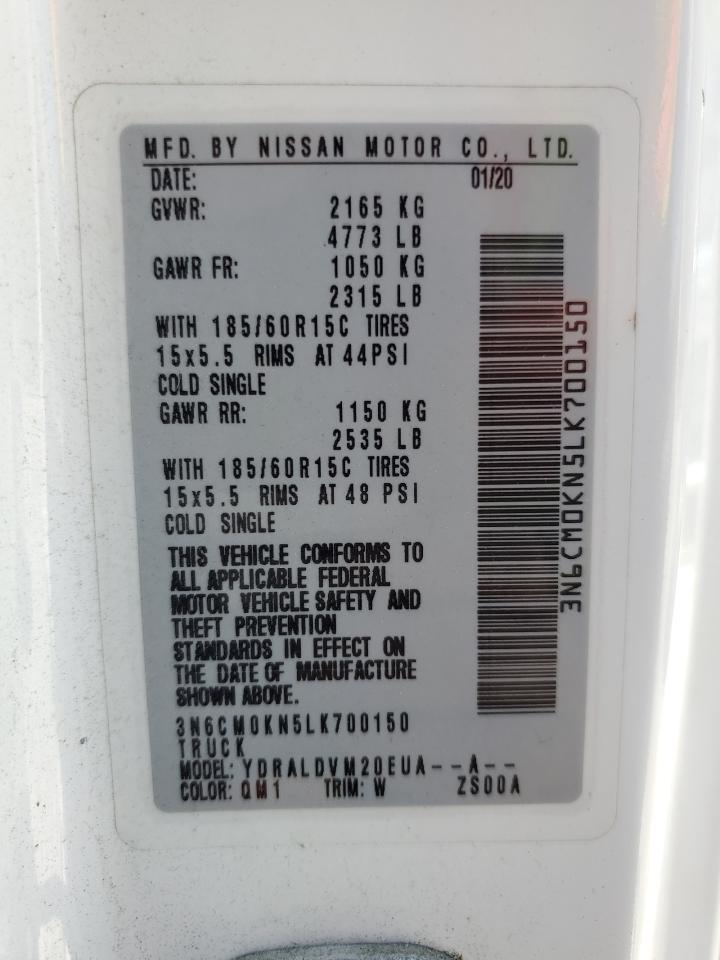 MFD. BY NISSAN MOTOR CO., LTD.
DATE: 01/20
GVWR: 2165 KG
4773 LB
GAWR FR: 1050 KG
2315 LB
WITH 185/60R15C TIRES
15x5.5 RIMS AT 44PSI
COLD SINGLE
GAWR RR: 1150 KG
2535 LB
WITH 185/60R15C TIRES
15x5.5 RIMS AT 48 PSI
COLD SINGLE
THIS VEHICLE CONFORMS TO
ALL APPLICABLE FEDERAL
MOTOR VEHICLE SAFETY AND
THEFT PREVENTION
STANDARDS IN EFFECT ON
THE DATE OF MANUFACTURE
SHOWN ABOVE.
3N6CM0KN5LK700150
TRUCK
MODEL: YDRALDVM20EUA--A--
COLOR: QM1 TRIM: W ZS00A
3N6CM0KN5LK700150